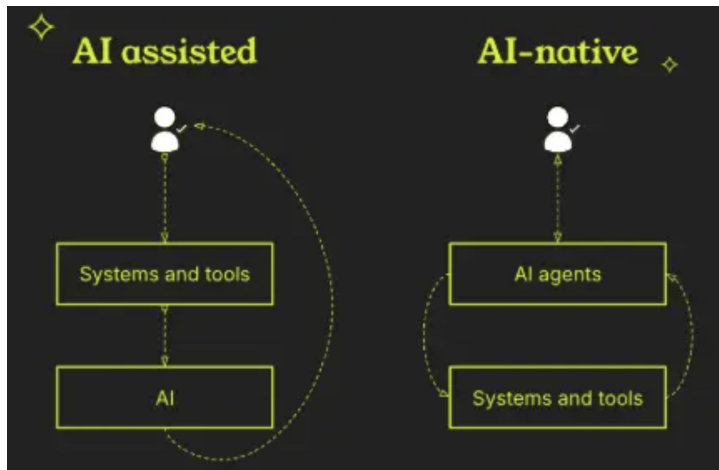 AI assisted
Systems and tools
AI
AI-native
AI agents
Systems and tools